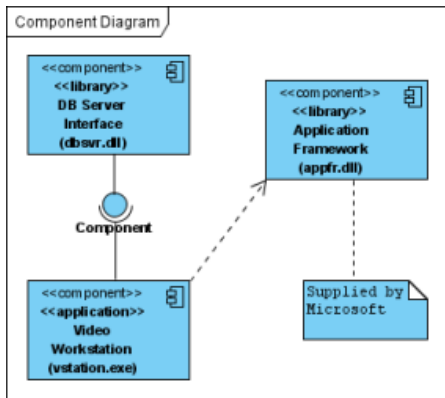 Component Diagram
<<component>>
<<library>>
DB Server
Interface
(dbsvr.dll)
<<component>>
<<library>>
Application
Framework
(appfr.dll)
Component
<<component>>
<<application>>
Video
Workstation
(vstation.exe)
Supplied by
Microsoft